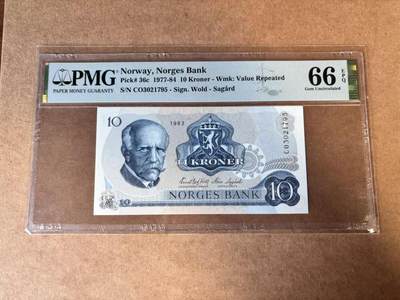 PMG
PAPER MONEY GUARANTY
Norway, Norges Bank
Pick# 36c 1977-84 10 Kroner - Wmk: Value Repeated
S/N CO3021795 - Sign. Wold - Sagård
66 EPQ
Gem Uncirculated
10
1983
KRONER
CO3021795
NORGES BANK
10
10